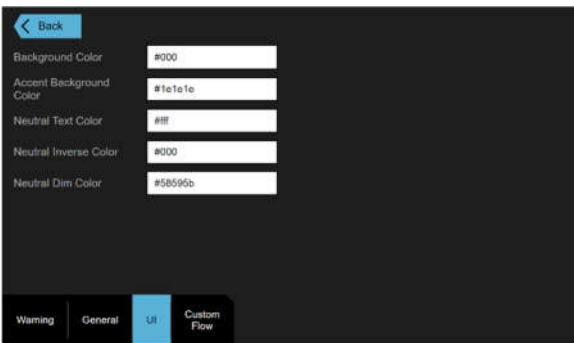 Back
Background Color
#000
Accent Background
Color
#1e1e1e
Neutral Text Color
#fff
Neutral Inverse Color
#000
Neutral Dim Color
#58595b
Warning
General
UI
Custom
Flow